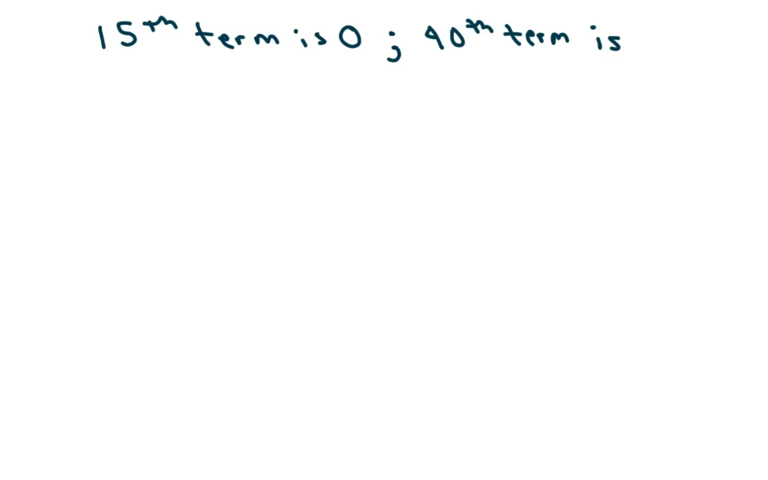 15th term is 0 ; 40th term is